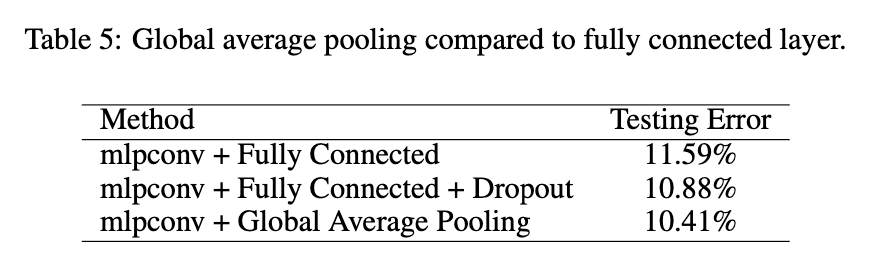 Table 5: Global average pooling compared to fully connected layer.
Method Testing Error
mlpconv + Fully Connected 11.59%
mlpconv + Fully Connected + Dropout 10.88%
mlpconv + Global Average Pooling 10.41%